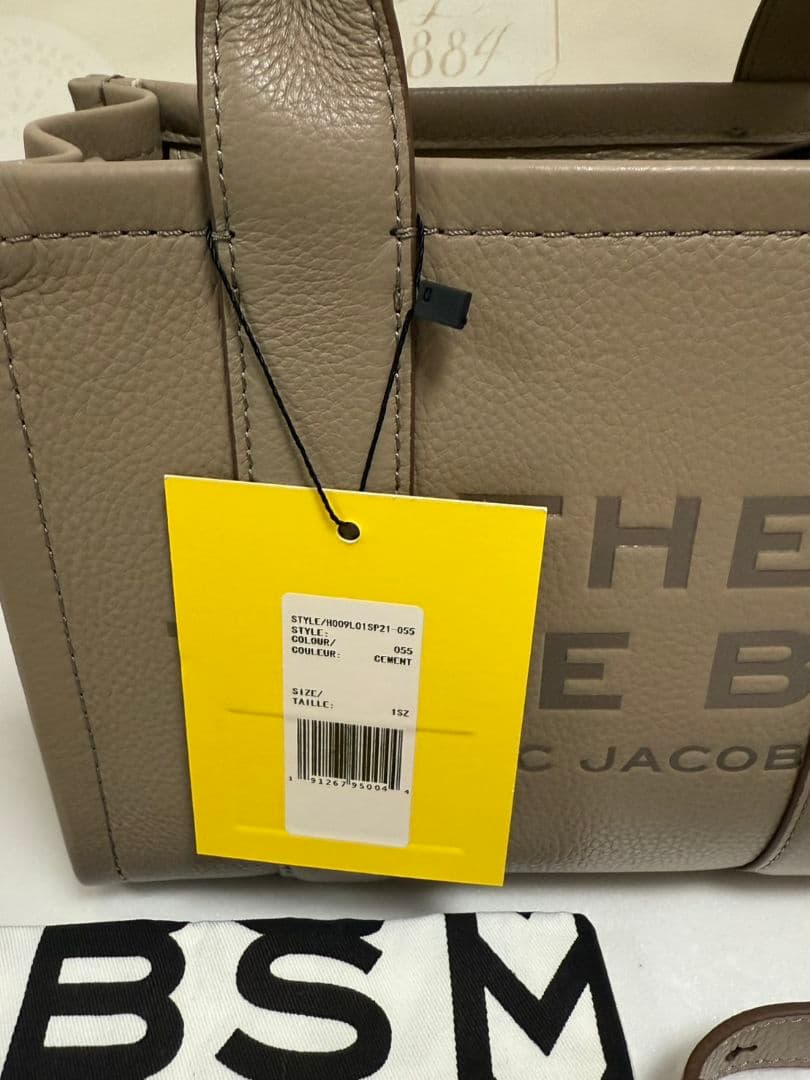 884
THE
E B
C JACOB
STYLE/H009L01SP21-055
STYLE:
COLOUR/ 055
COULEUR: CEMENT
SIZE/
TAILLE: 1SZ
1 91267 95004 4
BSM